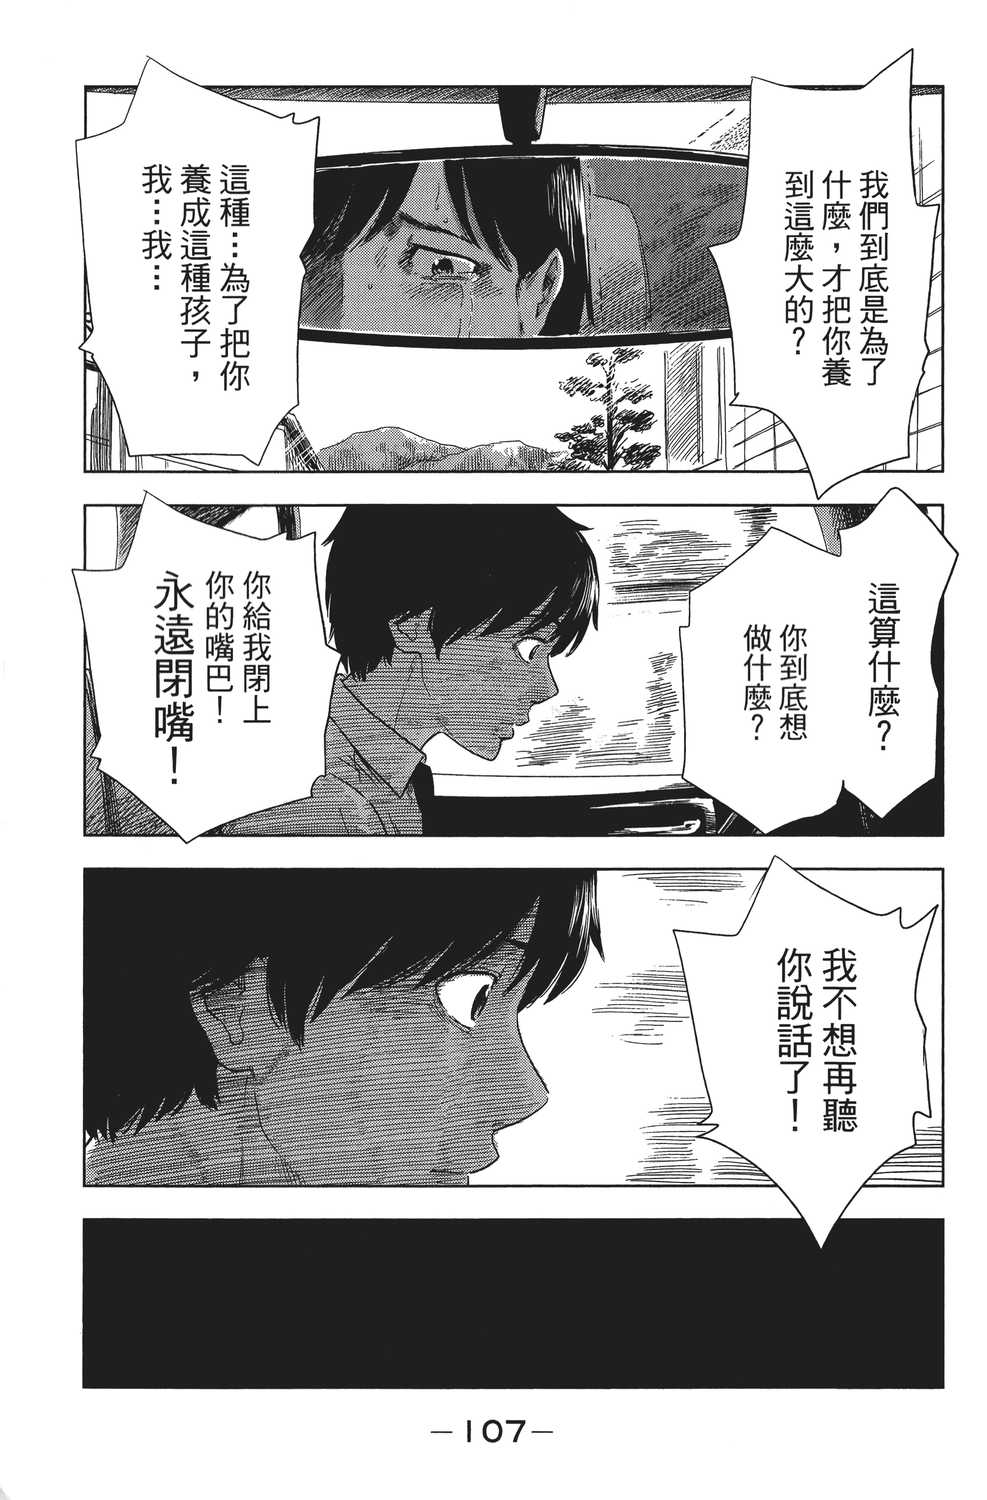 我們到底是為了
什麼，才把你養
到這麼大的？
這種…為了把你
養成這種孩子，
我…我…
這算什麼？
你到底想
做什麼？
你給我閉上
你的嘴巴！
永遠閉嘴！
我不想再聽
你說話了！
－107－